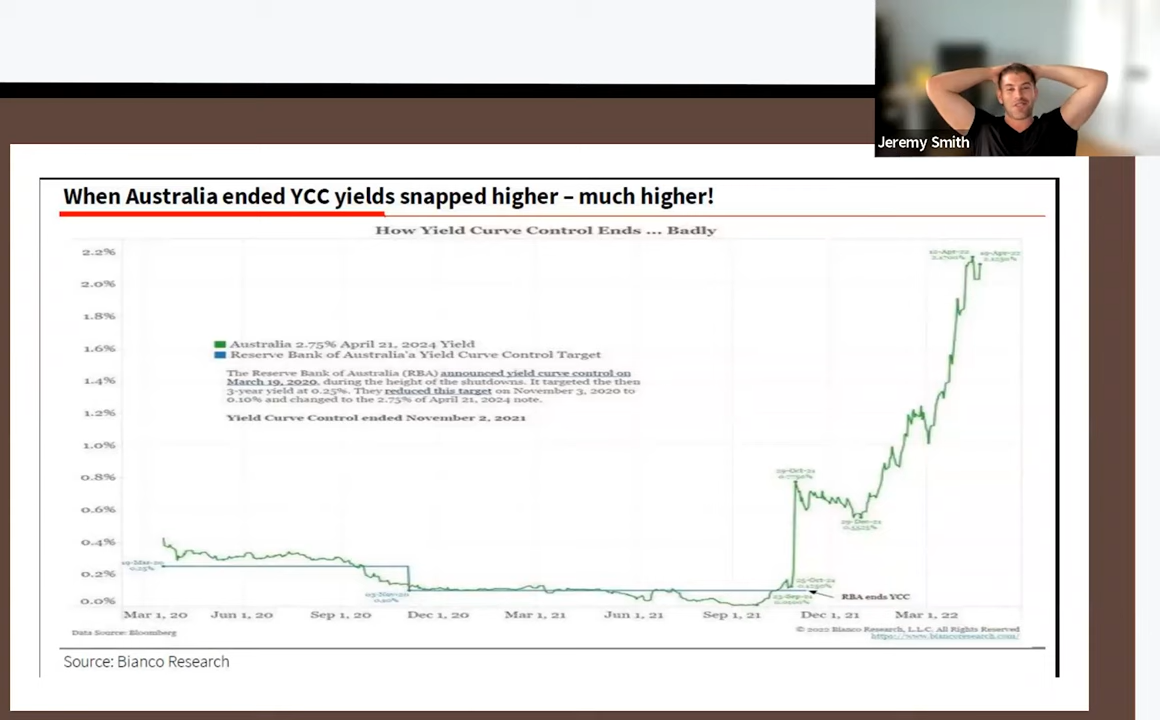 Jeremy Smith
When Australia ended YCC yields snapped higher – much higher!
How Yield Curve Control Ends ... Badly
2.2%
2.0%
1.8%
1.6%
1.4%
1.2%
1.0%
0.8%
0.6%
0.4%
0.2%
0.0%
Australia 2.75% April 21, 2024 Yield
Reserve Bank of Australia'a Yield Curve Control Target
The Reserve Bank of Australia (RBA) announced yield curve control on
March 19, 2020, during the height of the shutdowns. It targeted the then
3-year yield at 0.25%. They reduced this target on November 3, 2020 to
0.10% and changed to the 2.75% of April 21, 2024 note.
Yield Curve Control ended November 2, 2021
RBA ends YCC
Mar 1, 20 Jun 1, 20 Sep 1, 20 Dec 1, 20 Mar 1, 21 Jun 1, 21 Sep 1, 21 Dec 1, 21 Mar 1, 22
Data Source: Bloomberg
© 2022 Bianco Research, L.L.C. All Rights Reserved
https://www.biancoresearch.com/
Source: Bianco Research